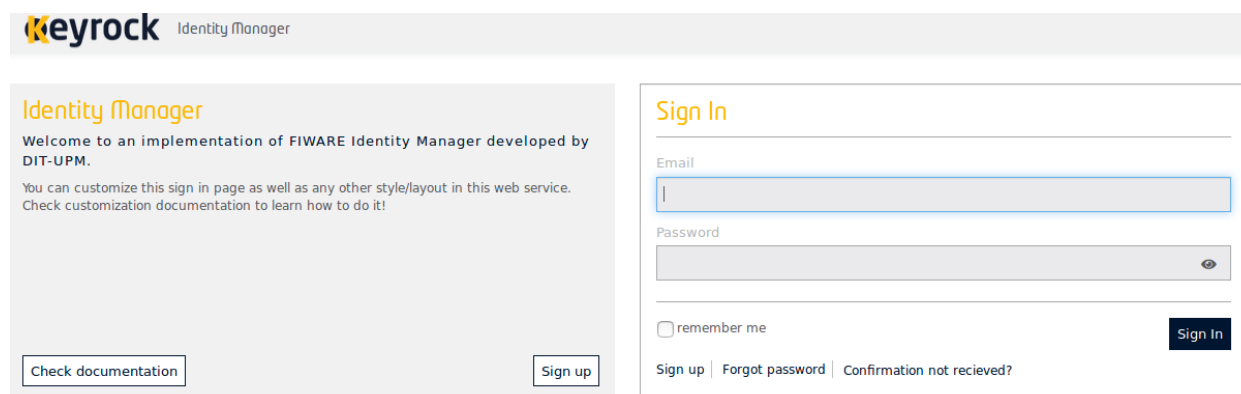 Keyrock Identity Manager
Identity Manager
Welcome to an implementation of FIWARE Identity Manager developed by
DIT-UPM.
You can customize this sign in page as well as any other style/layout in this web service.
Check customization documentation to learn how to do it!
Check documentation
Sign up
Sign In
Email
Password
remember me
Sign In
Sign up
Forgot password
Confirmation not recieved?